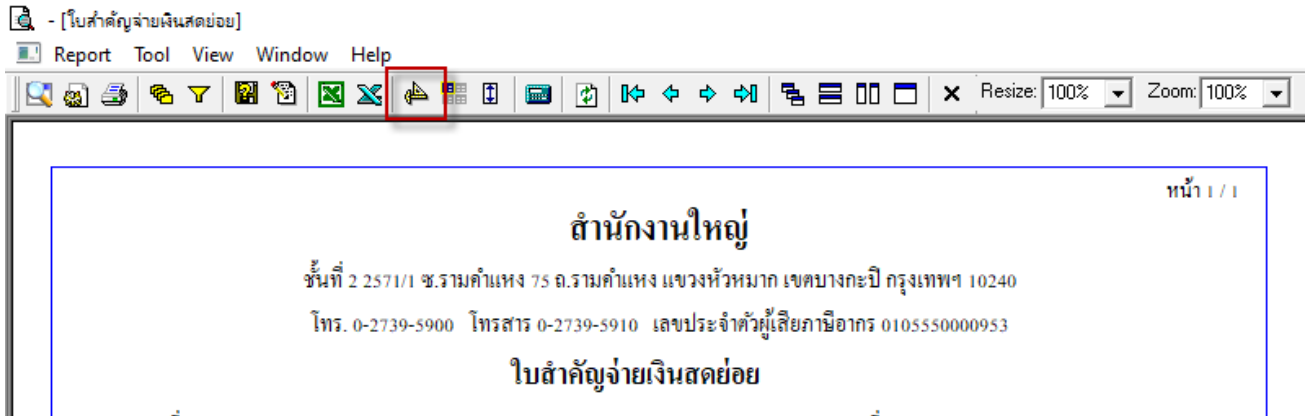 - [ใบสำคัญจ่ายเงินสดย่อย]
Report Tool View Window Help
Resize: 100% Zoom: 100%
หน้า 1 / 1
สำนักงานใหญ่
ชั้นที่ 2 2571/1 ซ.รามคำแหง 75 ถ.รามคำแหง แขวงหัวหมาก เขตบางกะปิ กรุงเทพฯ 10240
โทร. 0-2739-5900 โทรสาร 0-2739-5910 เลขประจำตัวผู้เสียภาษีอากร 0105550000953
ใบสำคัญจ่ายเงินสดย่อย